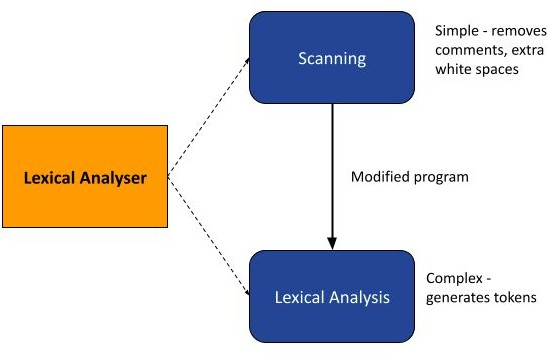 Scanning
Simple - removes
comments, extra
white spaces
Lexical Analyser
Modified program
Lexical Analysis
Complex -
generates tokens